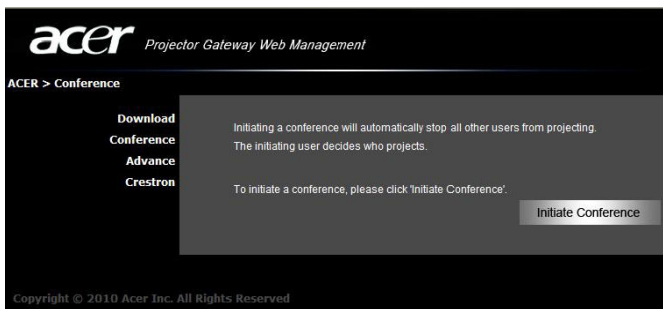 acer Projector Gateway Web Management
ACER > Conference
Download
Conference
Advance
Crestron
Initiating a conference will automatically stop all other users from projecting.
The initiating user decides who projects.
To initiate a conference, please click 'Initiate Conference'.
Initiate Conference
Copyright © 2010 Acer Inc. All Rights Reserved